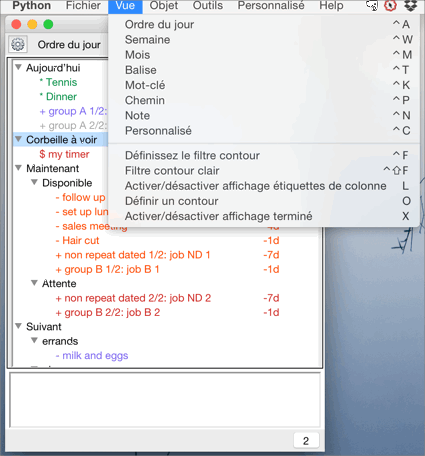 Python Fichier Vue Objet Outils Personnalisé Help
Ordre du jour
Ordre du jour ^A
Semaine ^W
Mois ^M
Balise ^T
Mot-clé ^K
Chemin ^P
Note ^N
Personnalisé ^C
Définissez le filtre contour ^F
Filtre contour clair ^⇧F
Activer/désactiver affichage étiquettes de colonne L
Définir un contour O
Activer/désactiver affichage terminé X
Aujourd'hui
* Tennis
* Dinner
+ group A 1/2:
+ group A 2/2:
Corbeille à voir
$ my timer
Maintenant
Disponible
- follow up
- set up lun
- sales meeting
- Hair cut -1d
+ non repeat dated 1/2: job ND 1 -7d
+ group B 1/2: job B 1 -1d
Attente
+ non repeat dated 2/2: job ND 2 -7d
+ group B 2/2: job B 2 -1d
Suivant
errands
- milk and eggs
2